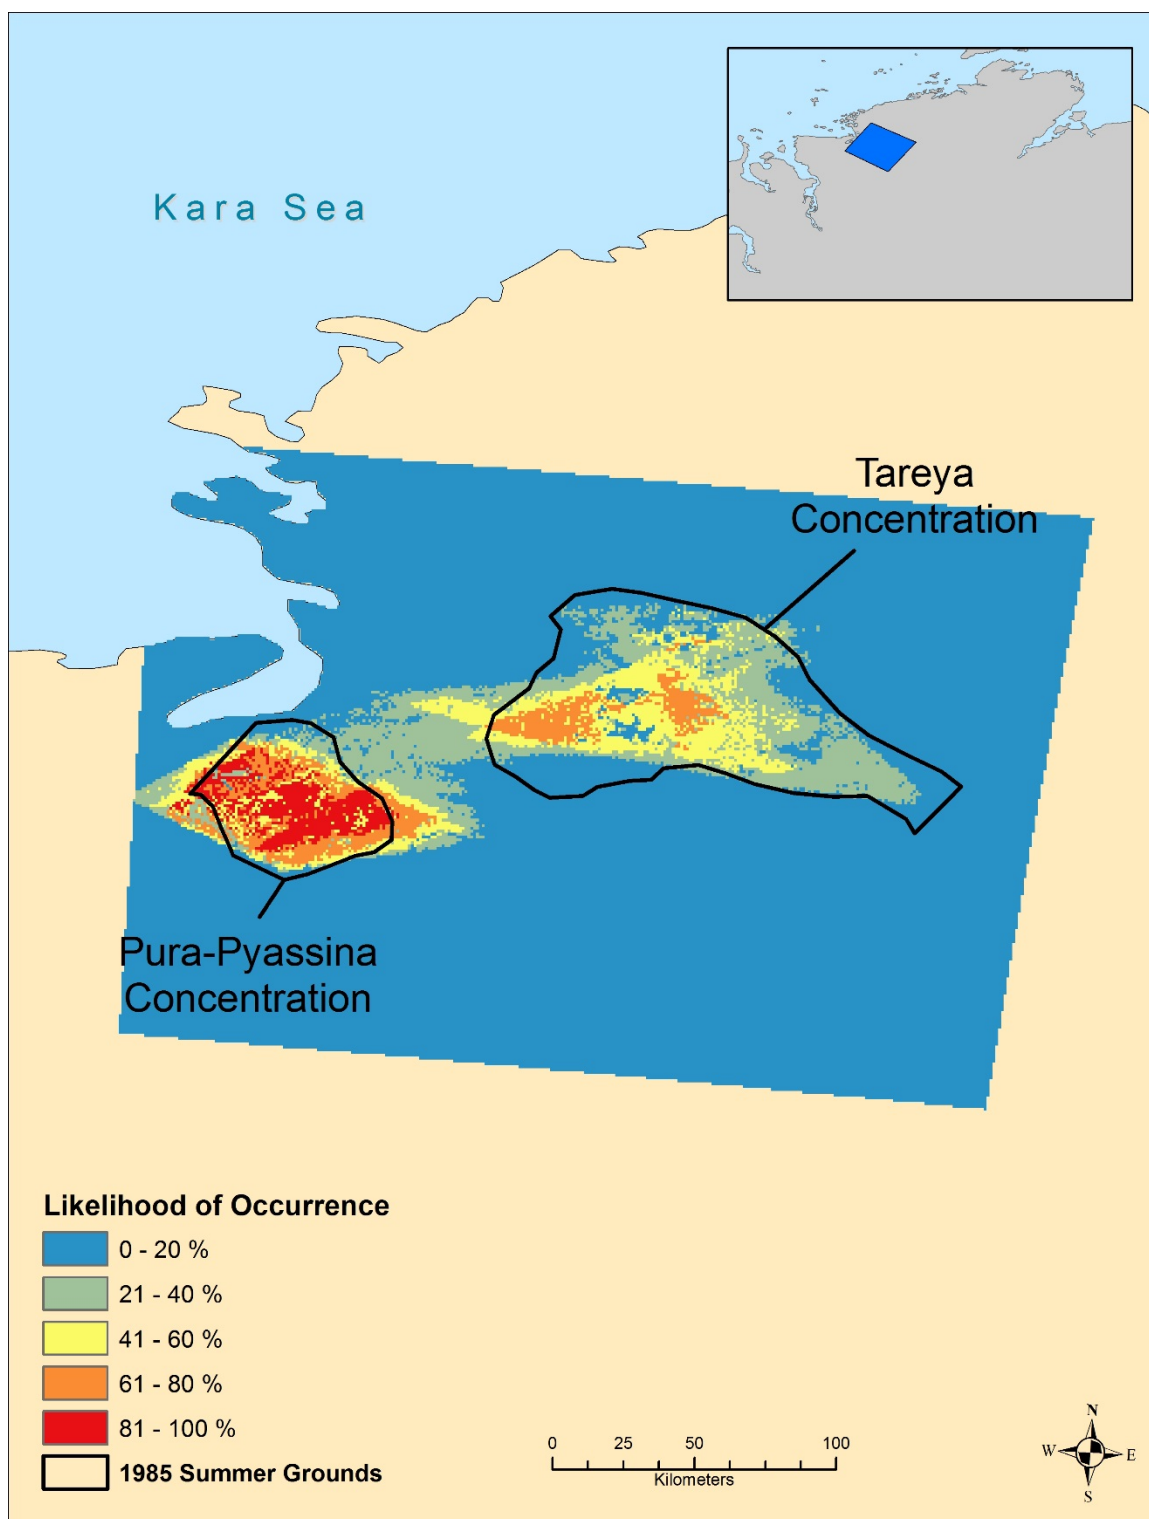 Kara Sea
Tareya
Concentration
Pura-Pyassina
Concentration
Likelihood of Occurrence
0 - 20 %
21 - 40 %
41 - 60 %
61 - 80 %
81 - 100 %
1985 Summer Grounds
0 25 50 100
Kilometers
N
W E
S